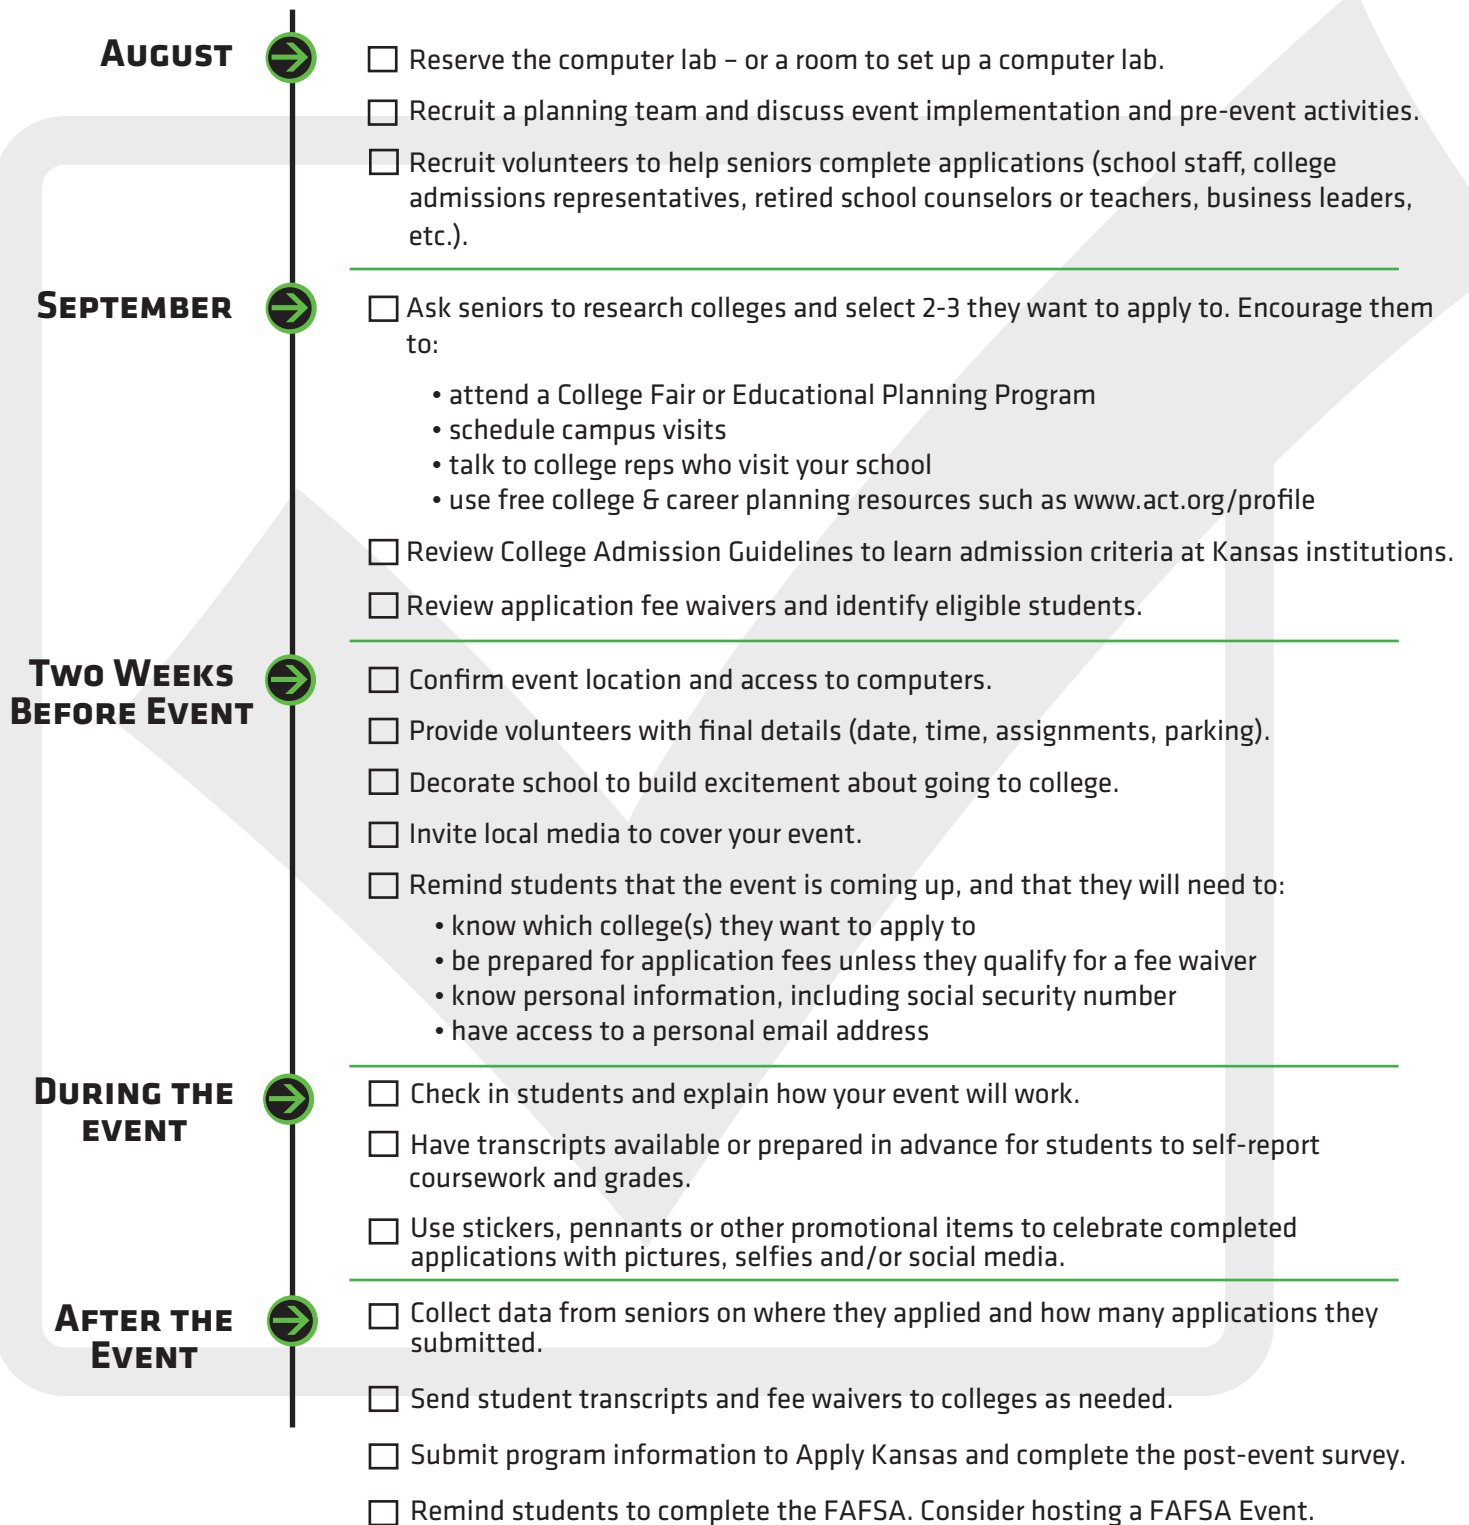 August
Reserve the computer lab – or a room to set up a computer lab.
Recruit a planning team and discuss event implementation and pre-event activities.
Recruit volunteers to help seniors complete applications (school staff, college
admissions representatives, retired school counselors or teachers, business leaders,
etc.).
September
Ask seniors to research colleges and select 2-3 they want to apply to. Encourage them
to:
• attend a College Fair or Educational Planning Program
• schedule campus visits
• talk to college reps who visit your school
• use free college & career planning resources such as www.act.org/profile
Review College Admission Guidelines to learn admission criteria at Kansas institutions.
Review application fee waivers and identify eligible students.
Two Weeks
Before Event
Confirm event location and access to computers.
Provide volunteers with final details (date, time, assignments, parking).
Decorate school to build excitement about going to college.
Invite local media to cover your event.
Remind students that the event is coming up, and that they will need to:
• know which college(s) they want to apply to
• be prepared for application fees unless they qualify for a fee waiver
• know personal information, including social security number
• have access to a personal email address
During the
event
Check in students and explain how your event will work.
Have transcripts available or prepared in advance for students to self-report
coursework and grades.
Use stickers, pennants or other promotional items to celebrate completed
applications with pictures, selfies and/or social media.
After the
Event
Collect data from seniors on where they applied and how many applications they
submitted.
Send student transcripts and fee waivers to colleges as needed.
Submit program information to Apply Kansas and complete the post-event survey.
Remind students to complete the FAFSA. Consider hosting a FAFSA Event.